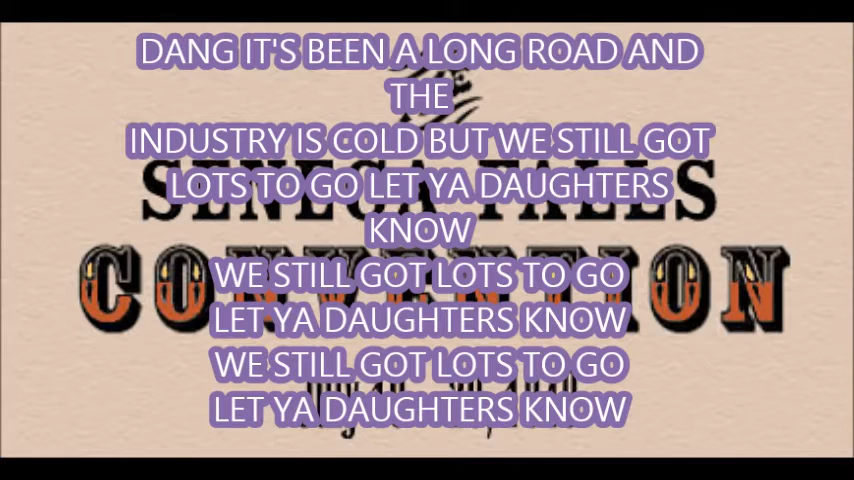 DANG IT'S BEEN A LONG ROAD AND
THE
INDUSTRY IS COLD BUT WE STILL GOT
LOTS TO GO LET YA DAUGHTERS
KNOW
WE STILL GOT LOTS TO GO
LET YA DAUGHTERS KNOW
WE STILL GOT LOTS TO GO
LET YA DAUGHTERS KNOW
SENECA FALLS
CONVENTION